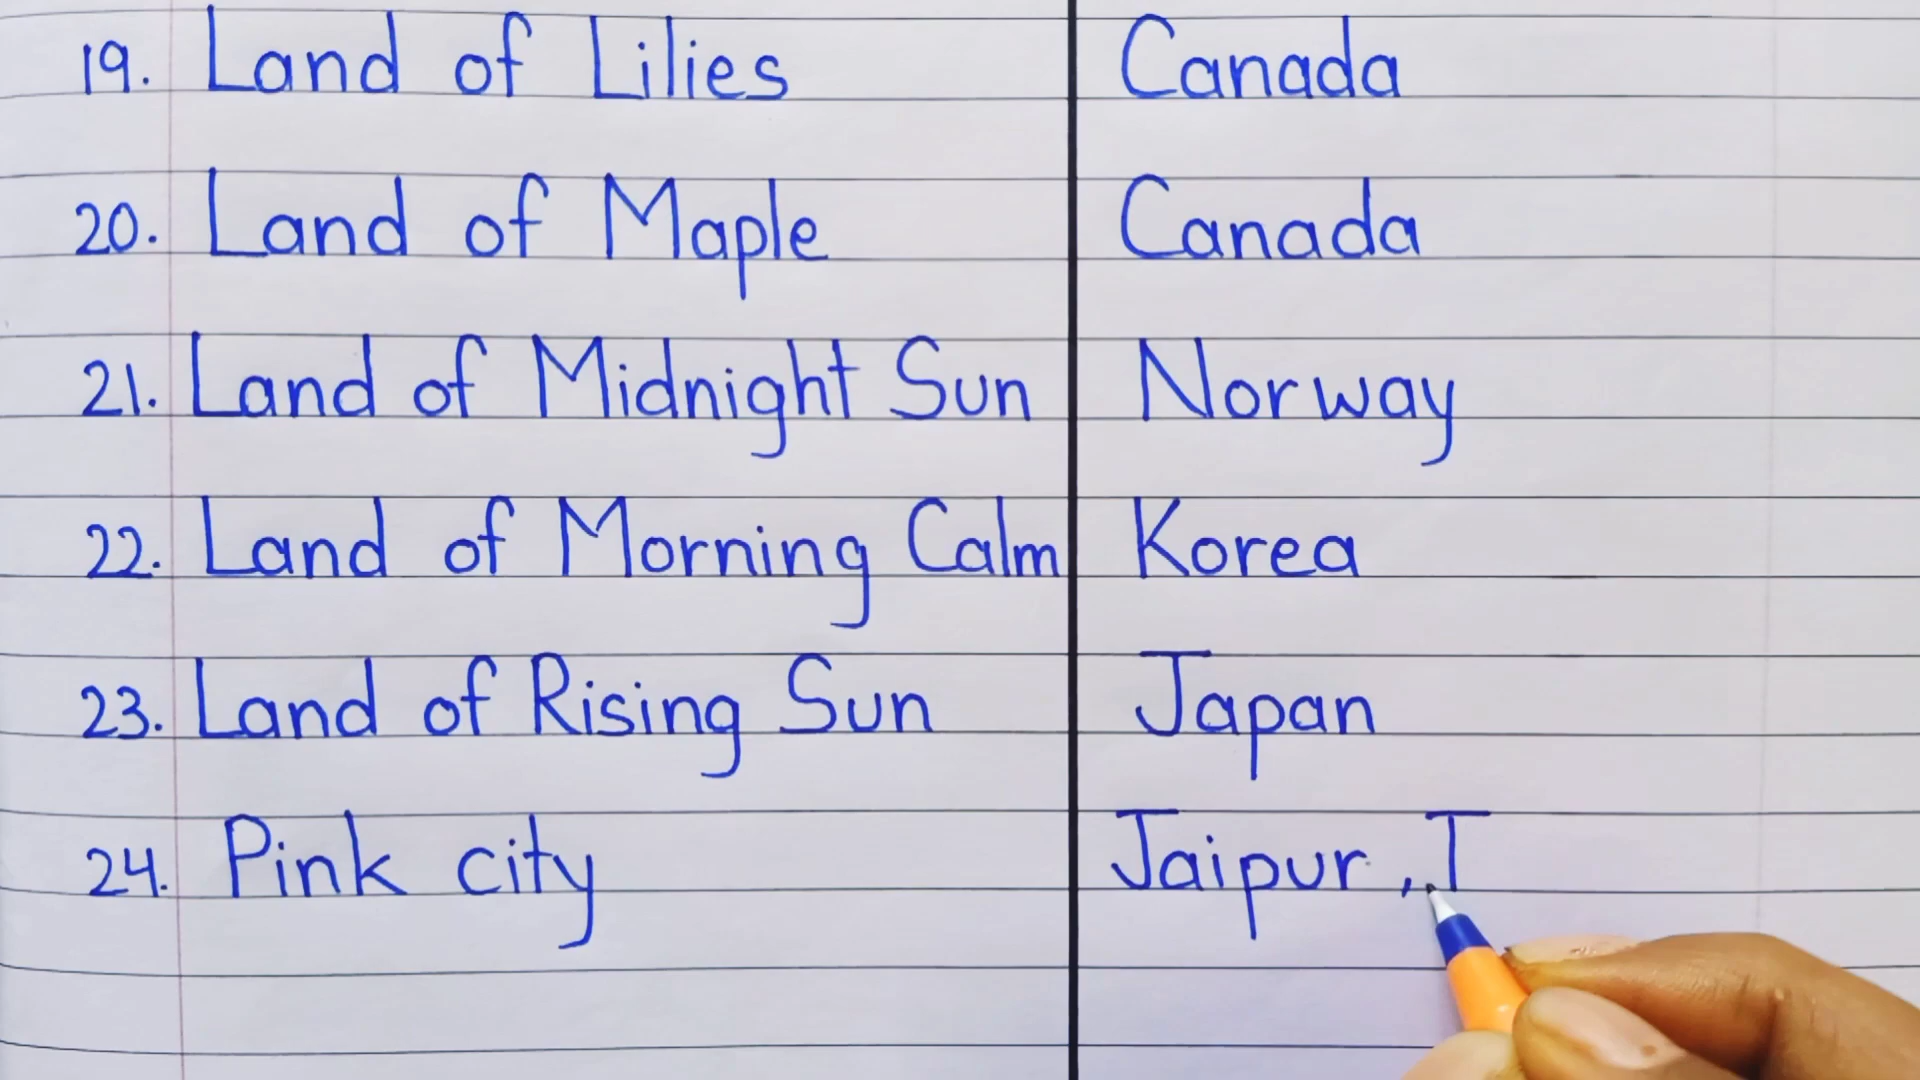 19. Land of Lilies Canada
20. Land of Maple Canada
21. Land of Midnight Sun Norway
22. Land of Morning Calm Korea
23. Land of Rising Sun Japan
24. Pink city Jaipur, I